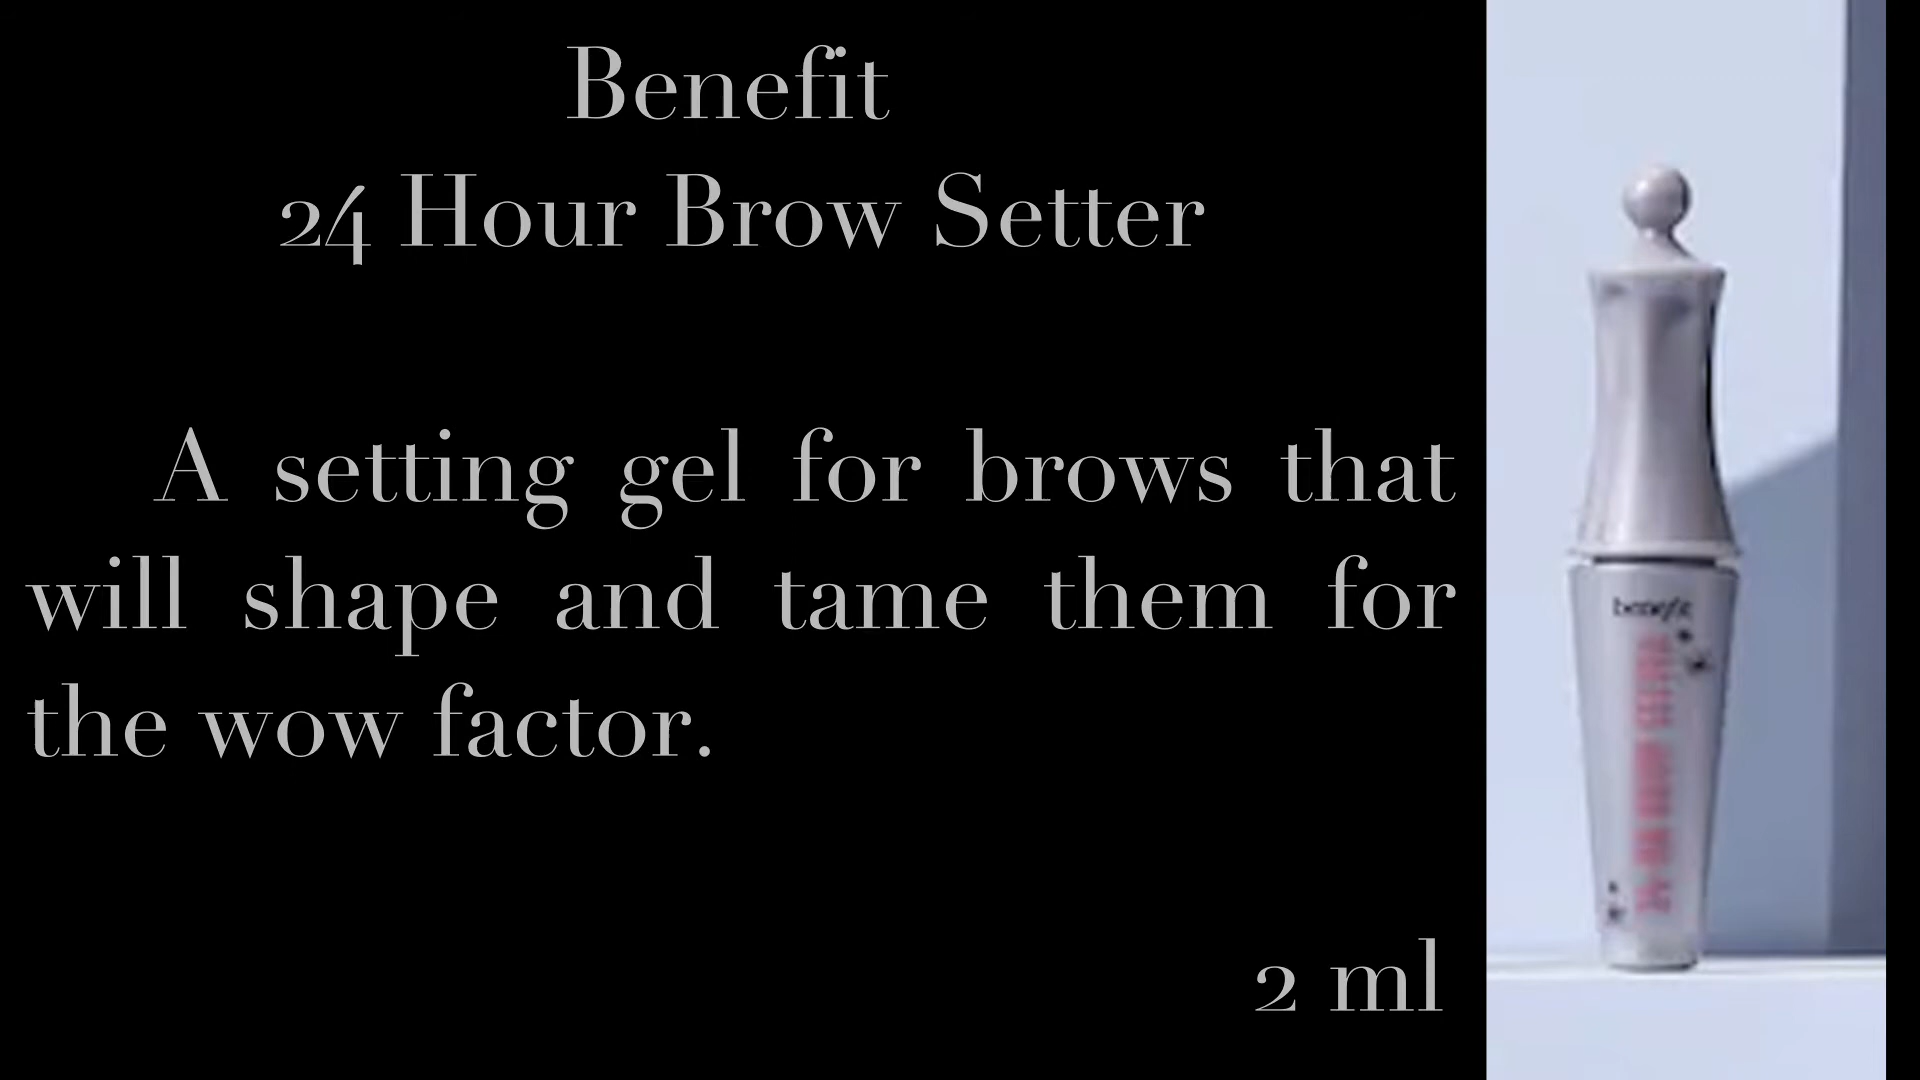 Benefit
24 Hour Brow Setter
A setting gel for brows that
will shape and tame them for
the wow factor.
2 ml
benefit